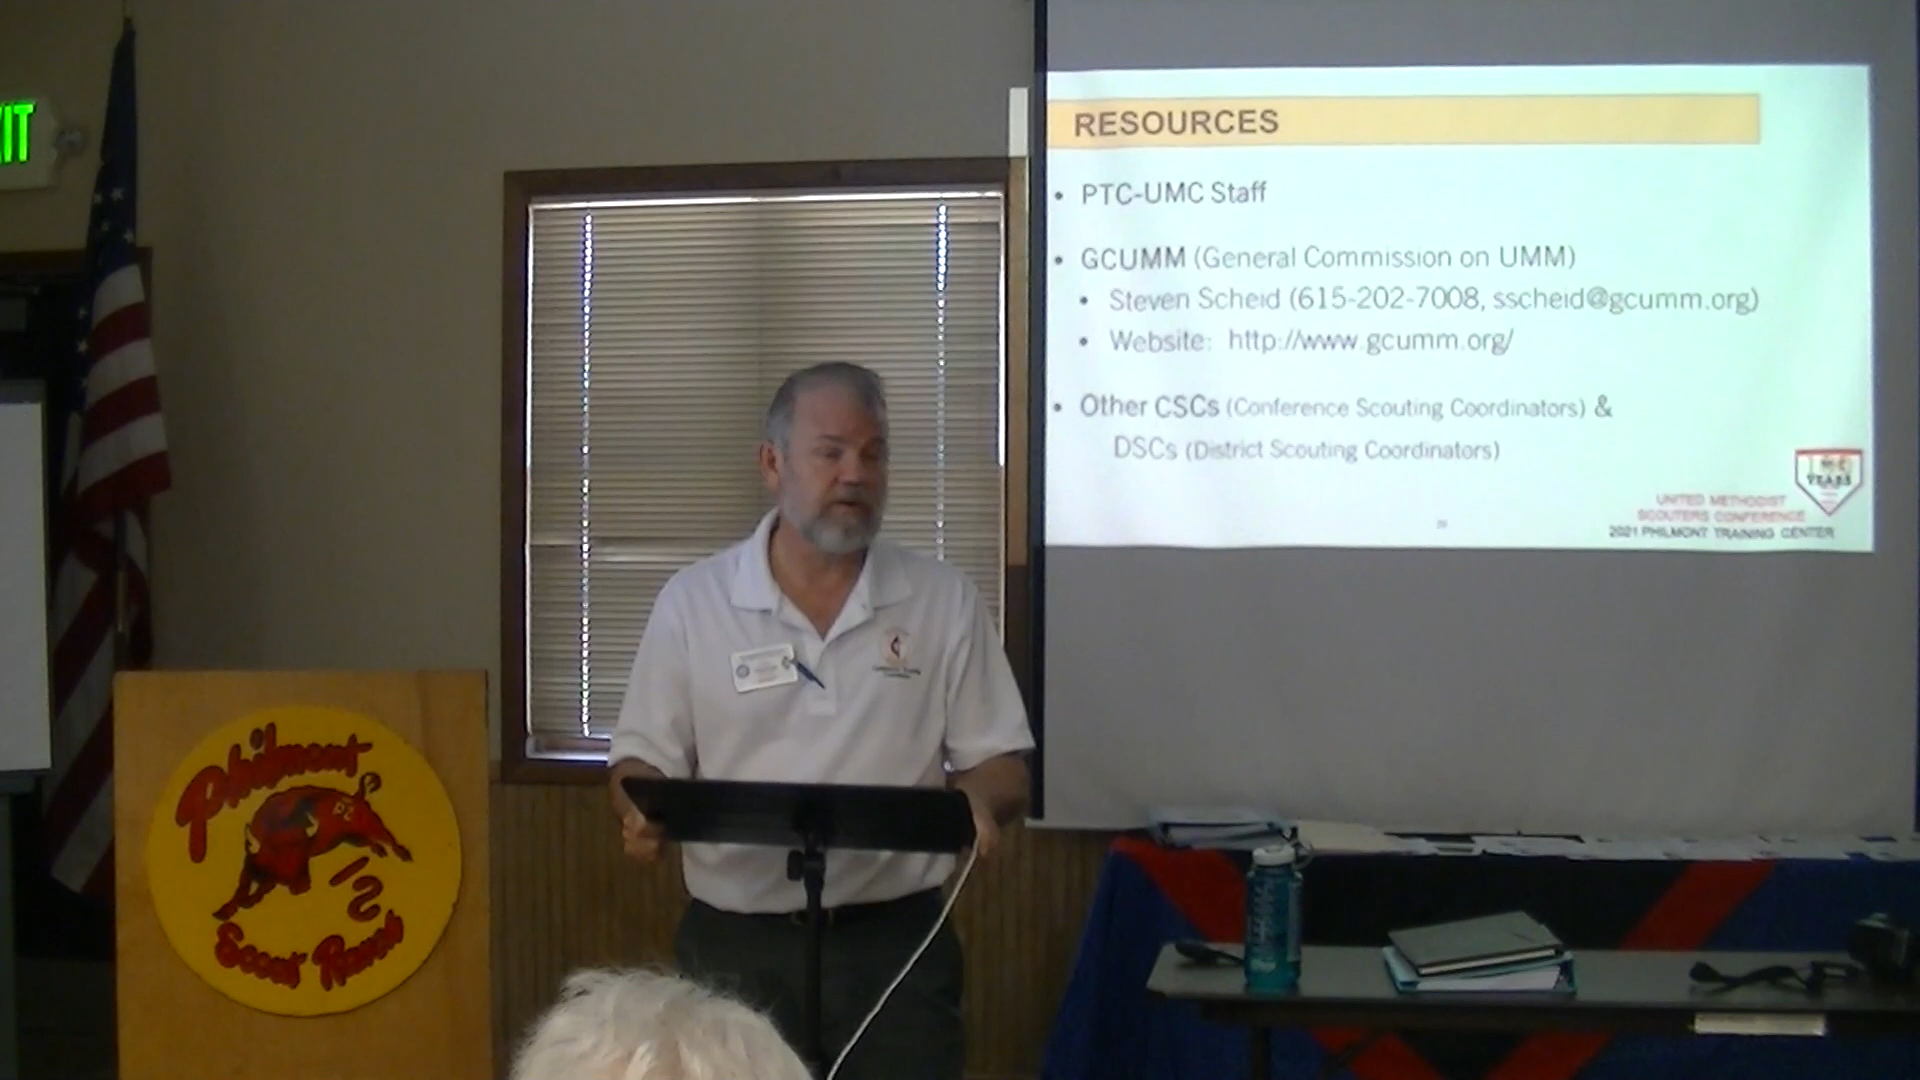 XIT
RESOURCES
• PTC-UMC Staff
• GCUMM (General Commission on UMM)
• Steven Scheid (615-202-7008, sscheid@gcumm.org)
• Website: http://www.gcumm.org/
• Other CSCs (Conference Scouting Coordinators) &
DSCs (District Scouting Coordinators)
YEARS
UNITED METHODIST
SCOUTERS CONFERENCE
2021 PHILMONT TRAINING CENTER
Philmont
Scout Ranch